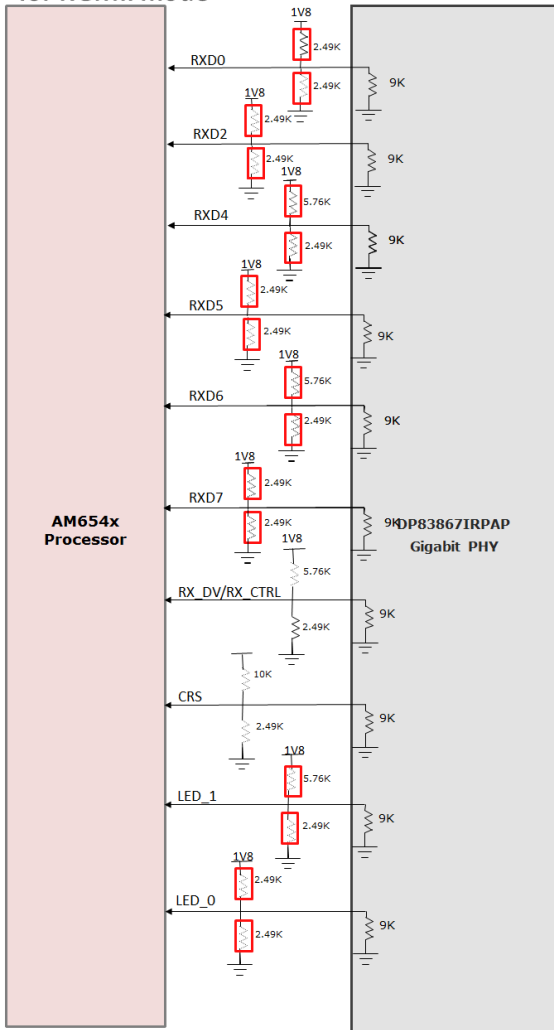 1V8
2.49K
RXD0
2.49K
9K
1V8
2.49K
RXD2
2.49K
9K
1V8
5.76K
RXD4
2.49K
9K
1V8
2.49K
RXD5
2.49K
9K
1V8
5.76K
RXD6
2.49K
9K
1V8
2.49K
RXD7
2.49K
9K
AM654x
Processor
DP83867IRPAP
Gigabit PHY
1V8
5.76K
RX_DV/RX_CTRL
2.49K
9K
10K
CRS
2.49K
9K
1V8
5.76K
LED_1
2.49K
9K
1V8
2.49K
LED_0
2.49K
9K